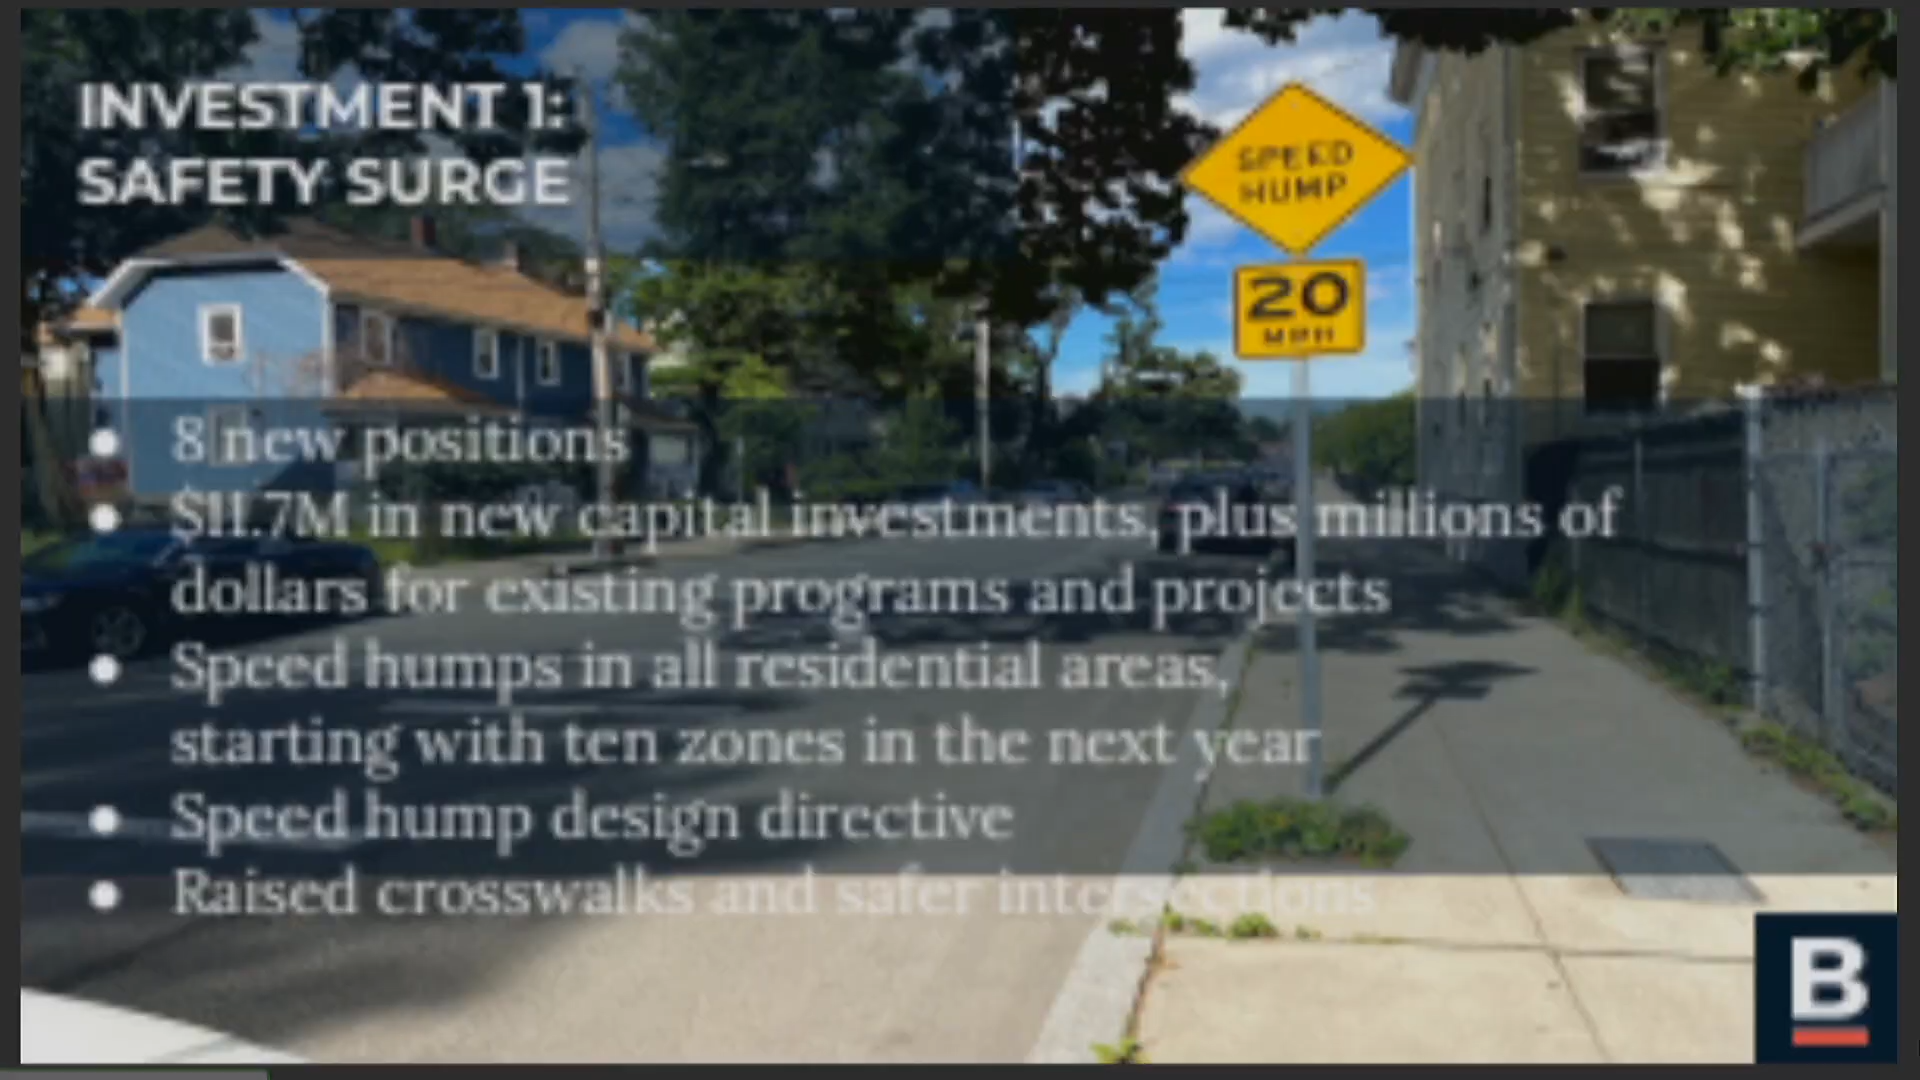 INVESTMENT 1:
SAFETY SURGE
SPEED
HUMP
20
MPH
● 8 new positions
● $11.7M in new capital investments, plus millions of
dollars for existing programs and projects
● Speed humps in all residential areas,
starting with ten zones in the next year
● Speed hump design directive
● Raised crosswalks and safer intersections
B